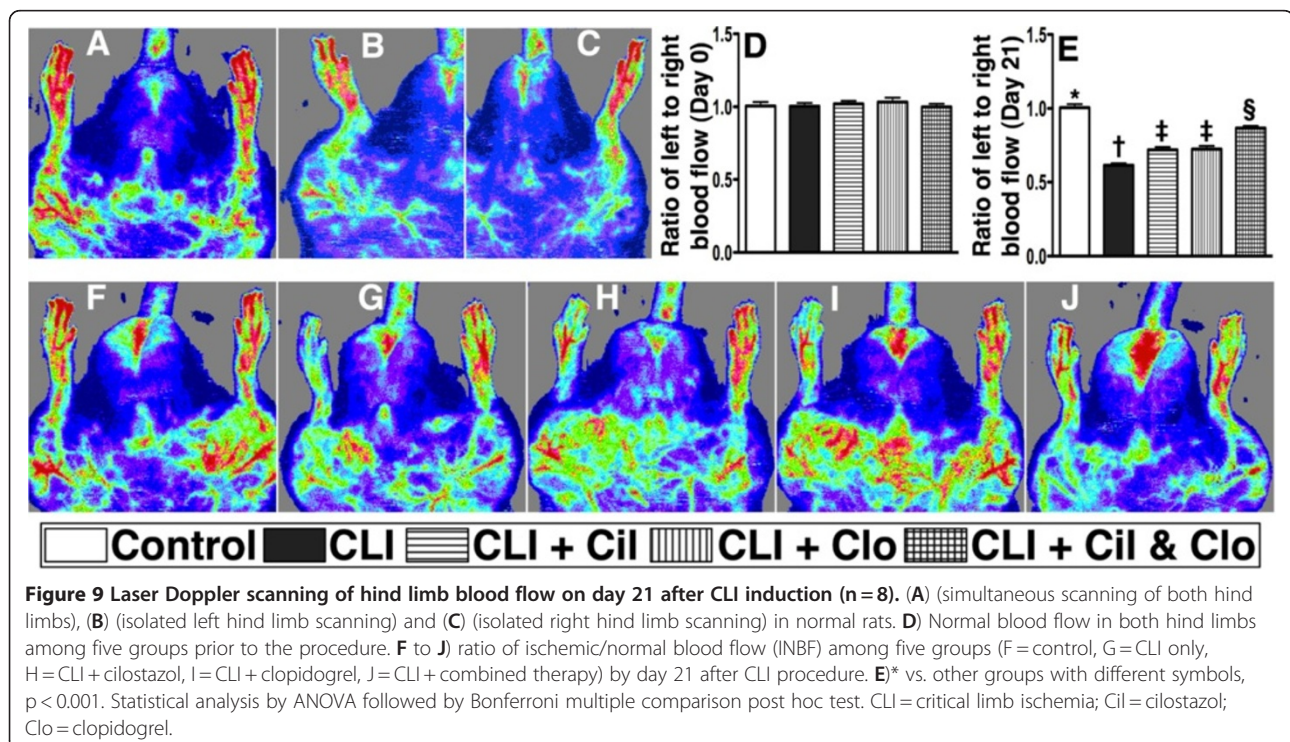 A
B
C
D
E
Ratio of left to right
blood flow (Day 0)
1.5
1.0
0.5
0.0
Ratio of left to right
blood flow (Day 21)
1.5
1.0
0.5
0.0
*
†
‡
‡
§
F
G
H
I
J
Control CLI CLI + Cil CLI + Clo CLI + Cil & Clo
Figure 9 Laser Doppler scanning of hind limb blood flow on day 21 after CLI induction (n = 8). (A) (simultaneous scanning of both hind
limbs), (B) (isolated left hind limb scanning) and (C) (isolated right hind limb scanning) in normal rats. D) Normal blood flow in both hind limbs
among five groups prior to the procedure. F to J) ratio of ischemic/normal blood flow (INBF) among five groups (F = control, G = CLI only,
H = CLI + cilostazol, I = CLI + clopidogrel, J = CLI + combined therapy) by day 21 after CLI procedure. E)* vs. other groups with different symbols,
p < 0.001. Statistical analysis by ANOVA followed by Bonferroni multiple comparison post hoc test. CLI = critical limb ischemia; Cil = cilostazol;
Clo = clopidogrel.